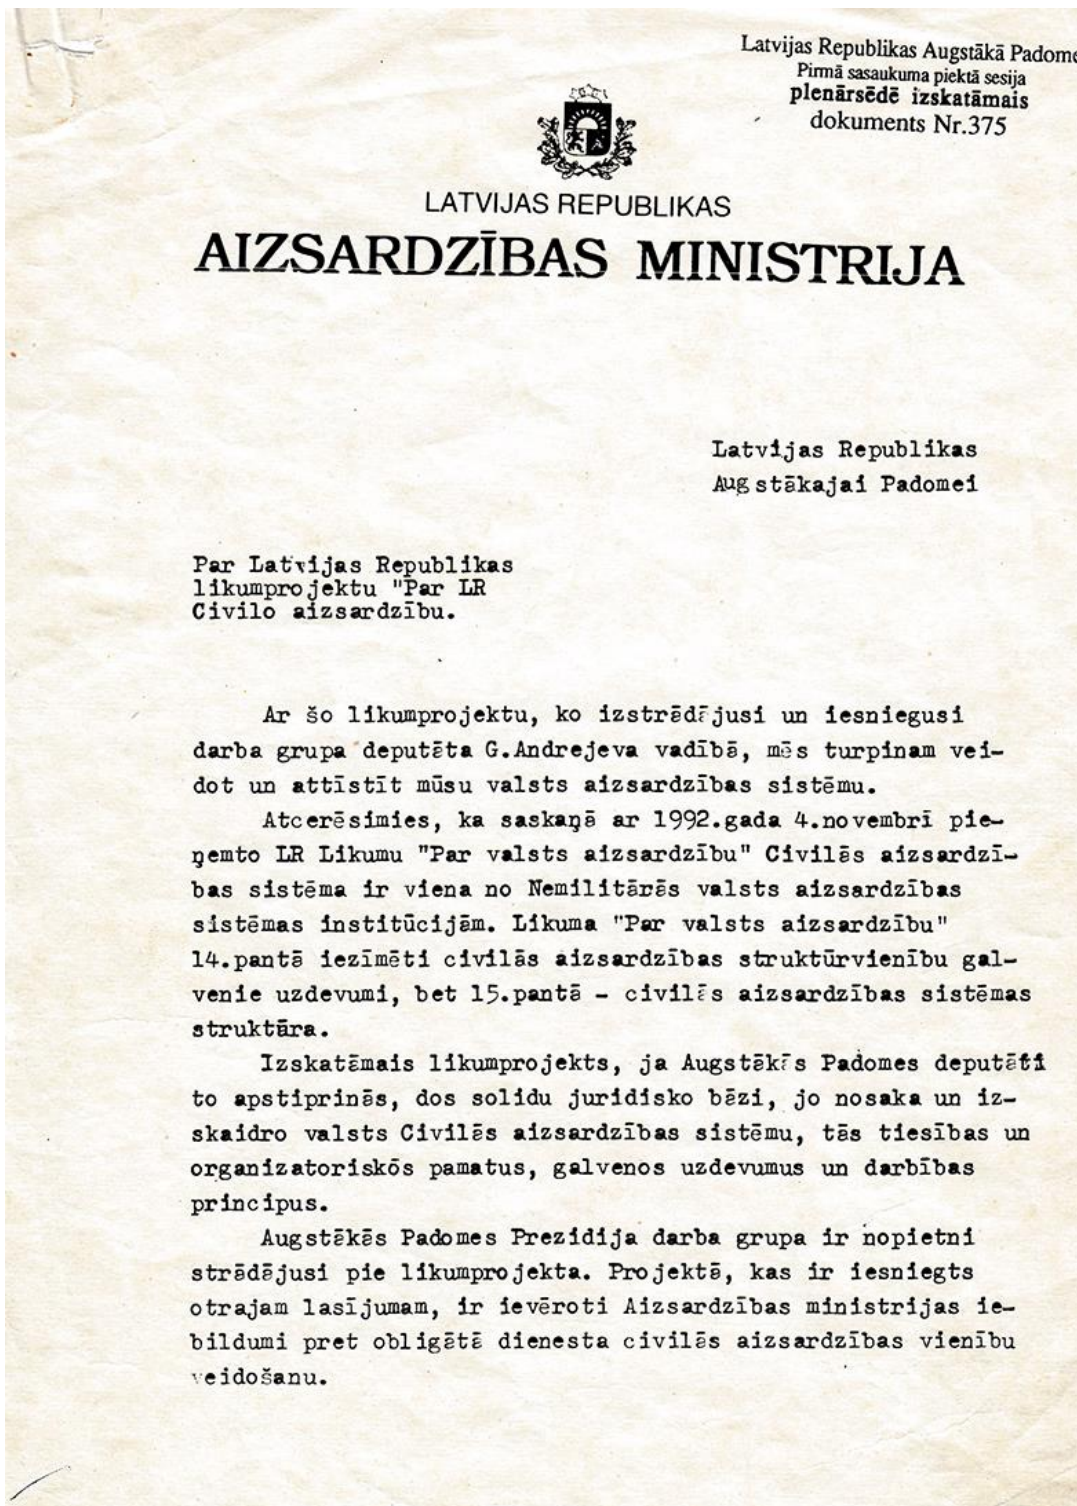 Latvijas Republikas Augstākā Padome
Pirmā sasaukuma piektā sesija
plenārsēdē izskatāmais
dokuments Nr.375
LATVIJAS REPUBLIKAS
AIZSARDZĪBAS MINISTRIJA
Latvijas Republikas
Augstākajai Padomei
Par Latvijas Republikas
likumprojektu "Par LR
Civilo aizsardzību.
Ar šo likumprojektu, ko izstrādājusi un iesniegusi
darba grupa deputāta G.Andrejeva vadībā, mēs turpinam vei-
dot un attīstīt mūsu valsts aizsardzības sistēmu.
Atcerēsimies, ka saskaņā ar 1992.gada 4.novembrī pie-
ņemto LR Likumu "Par valsts aizsardzību" Civilās aizsardzī-
bas sistēma ir viena no Nemilitārās valsts aizsardzības
sistēmas institūcijām. Likuma "Par valsts aizsardzību"
14.pantā iezīmēti civilās aizsardzības struktūrvienību gal-
venie uzdevumi, bet 15.pantā - civilās aizsardzības sistēmas
struktūra.
Izskatāmais likumprojekts, ja Augstākās Padomes deputāti
to apstiprinās, dos solidu juridisko bāzi, jo nosaka un iz-
skaidro valsts Civilās aizsardzības sistēmu, tās tiesības un
organizatoriskos pamatus, galvenos uzdevumus un darbības
principus.
Augstākās Padomes Prezidija darba grupa ir nopietni
strādājusi pie likumprojekta. Projektā, kas ir iesniegts
otrajam lasījumam, ir ievēroti Aizsardzības ministrijas ie-
bildumi pret obligātā dienesta civilās aizsardzības vienību
veidošanu.